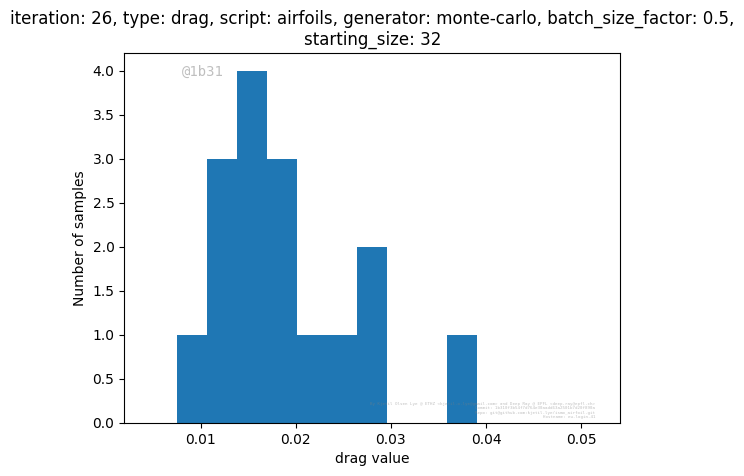 iteration: 26, type: drag, script: airfoils, generator: monte-carlo, batch_size_factor: 0.5,
starting_size: 32
@1b31
4.0
3.5
3.0
2.5
2.0
1.5
1.0
0.5
0.0
Number of samples
0.01 0.02 0.03 0.04 0.05
drag value